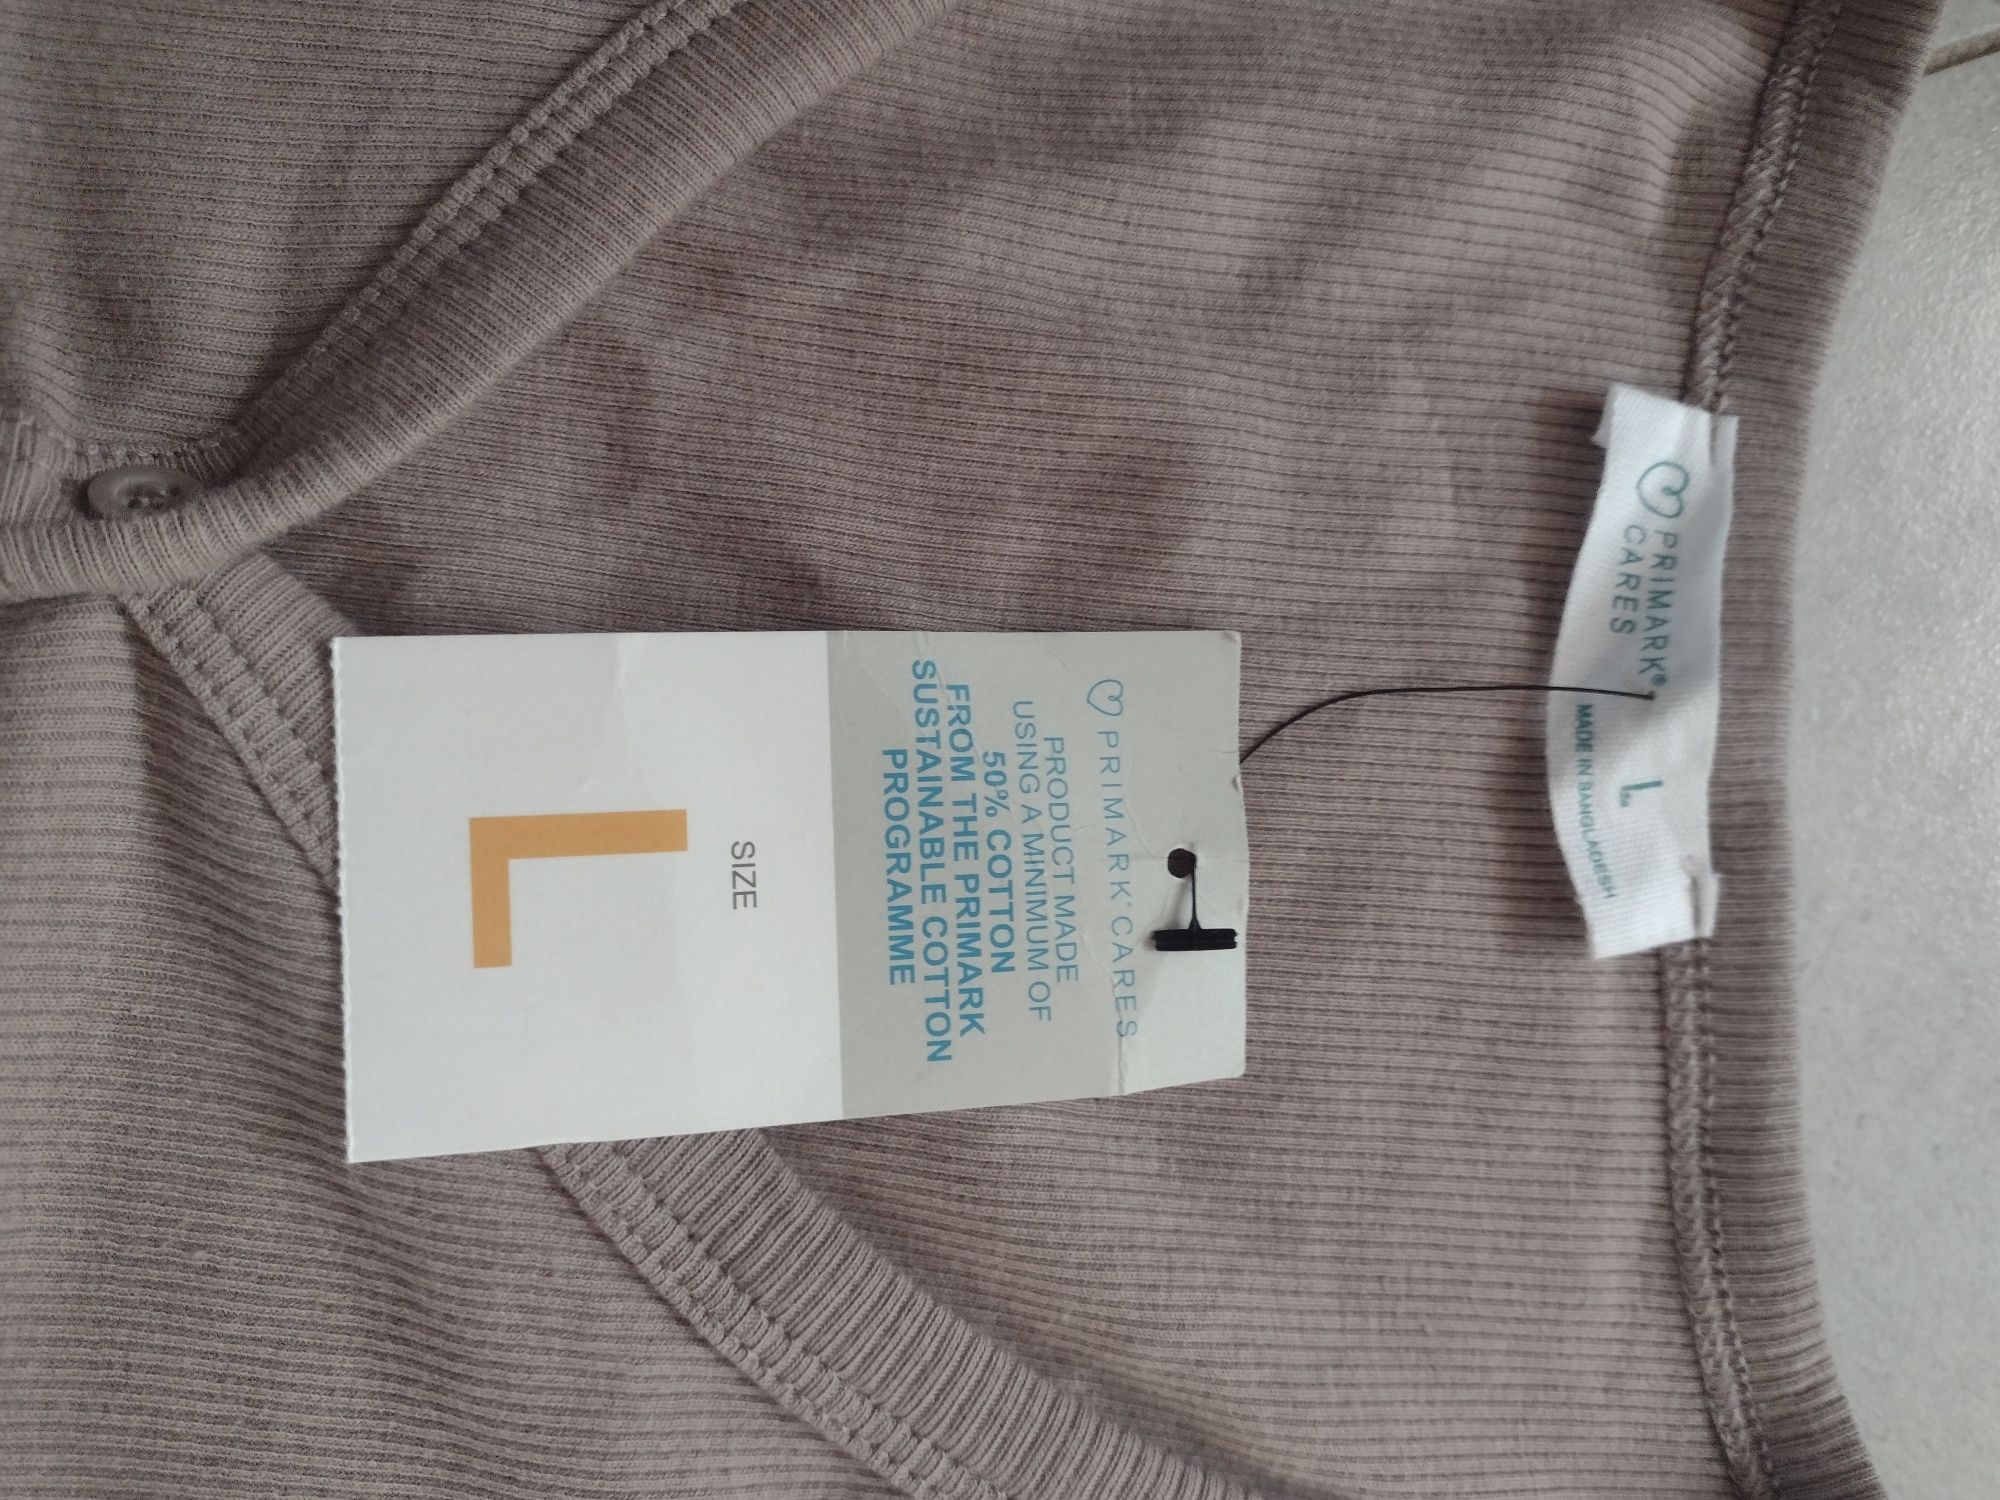 PRIMARK® CARES
L
MADE IN BANGLADESH
PRIMARK® CARES
PRODUCT MADE
USING A MINIMUM OF
50% COTTON
FROM THE PRIMARK
SUSTAINABLE COTTON
PROGRAMME
SIZE
L